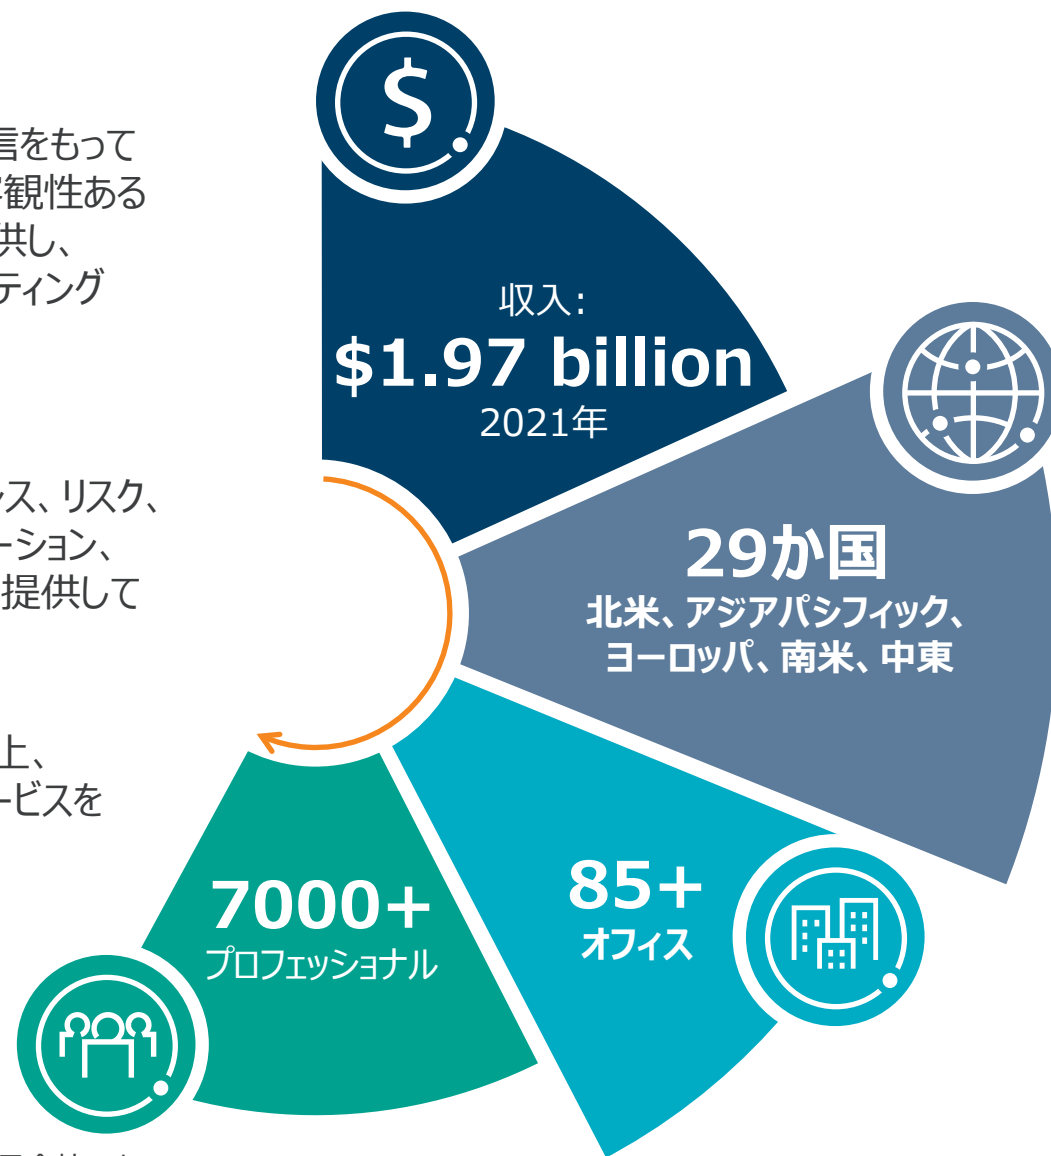 信をもって
客観性ある
供し、
ティング
ス、リスク、
ーション、
提供して
上、
ービスを
収入:
$1.97 billion
2021年
29か国
北米、アジアパシフィック、
ヨーロッパ、南米、中東
85+
オフィス
7000+
プロフェッショナル